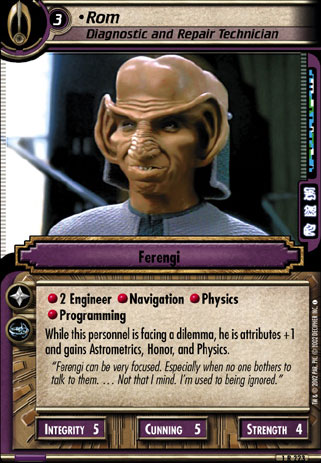 3
•Rom
Diagnostic and Repair Technician
Ferengi
2 Engineer Navigation Physics
Programming
While this personnel is facing a dilemma, he is attributes +1
and gains Astrometrics, Honor, and Physics.
"Ferengi can be very focused. Especially when no one bothers to
talk to them. … Not that I mind. I'm used to being ignored."
INTEGRITY 5 CUNNING 5 STRENGTH 4